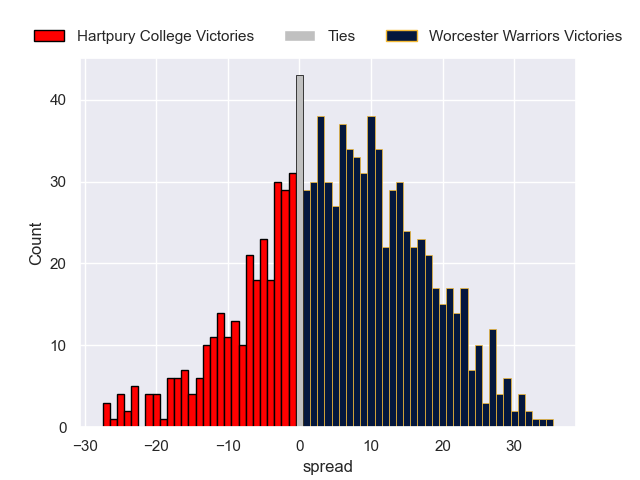 Hartpury College Victories Ties Worcester Warriors Victories
40
30
20
10
0
Count
−30 −20 −10 0 10 20 30
spread